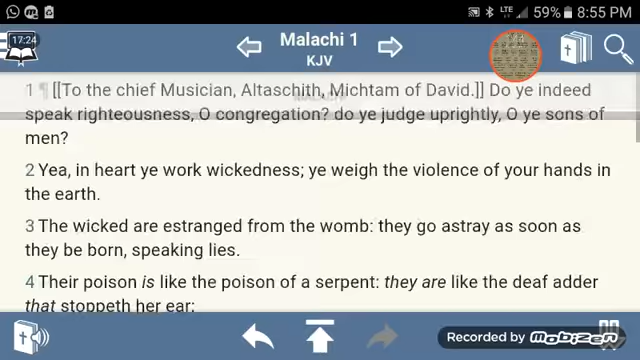 59% 8:55 PM
LTE
17:24
Malachi 1
KJV
1 ¶ [[To the chief Musician, Altaschith, Michtam of David.]] Do ye indeed
speak righteousness, O congregation? do ye judge uprightly, O ye sons of
men?
2 Yea, in heart ye work wickedness; ye weigh the violence of your hands in
the earth.
3 The wicked are estranged from the womb: they go astray as soon as
they be born, speaking lies.
4 Their poison is like the poison of a serpent: they are like the deaf adder
that stoppeth her ear;
Recorded by
Mobizen